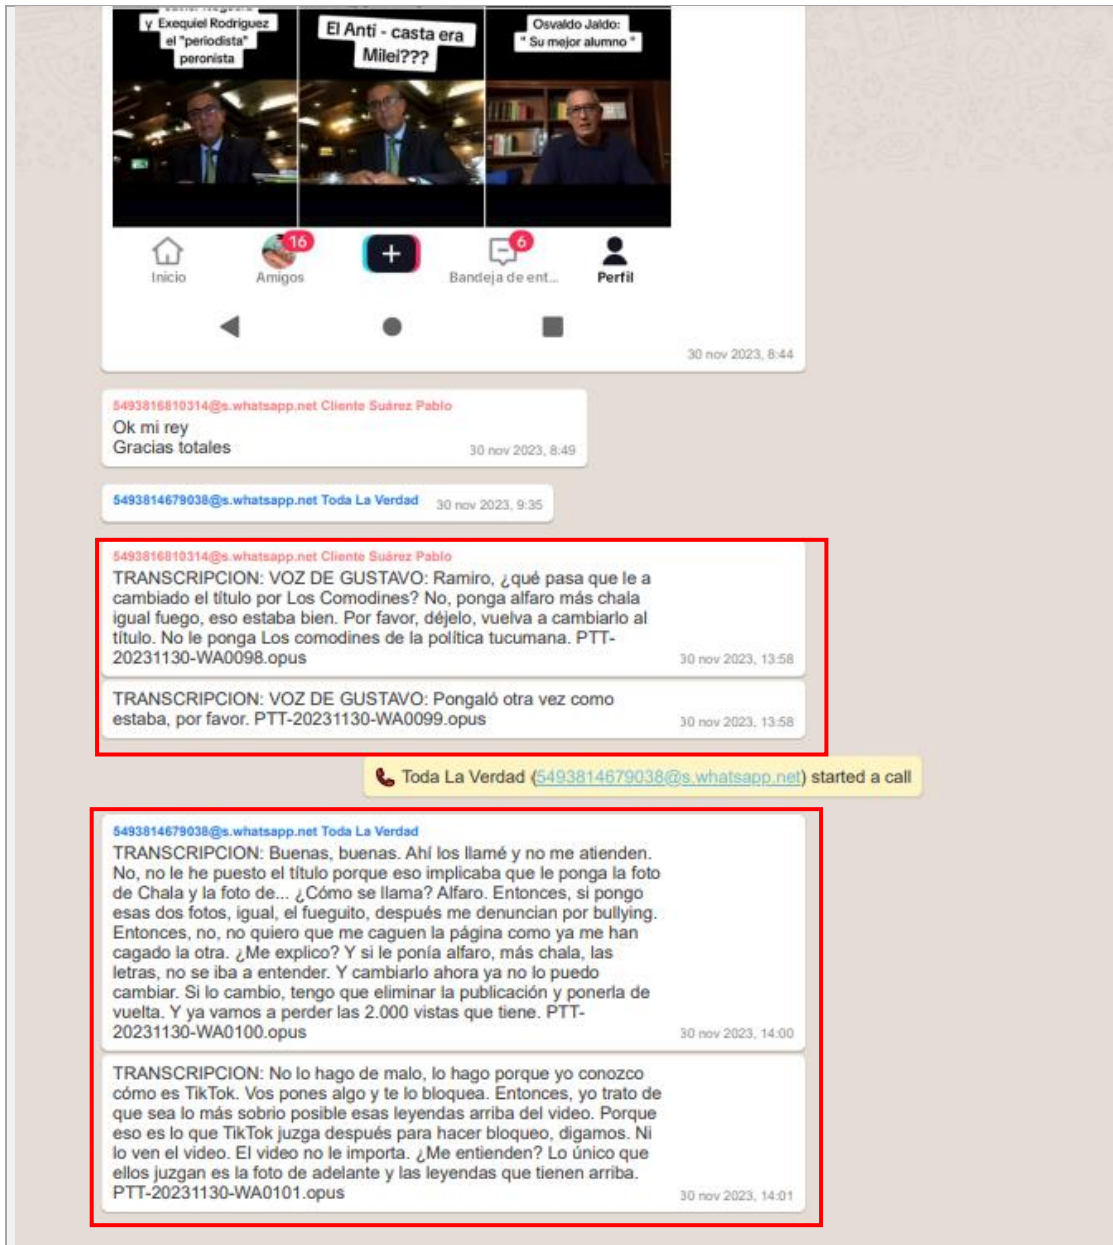 y Exequiel Rodriguez
el "periodista"
peronista
El Anti - casta era
Milei???
Osvaldo Jaldo:
" Su mejor alumno "
16
6
Inicio
Amigos
Bandeja de ent...
Perfil
30 nov 2023, 8:44
5493816810314@s.whatsapp.net Cliente Suárez Pablo
Ok mi rey
Gracias totales
30 nov 2023, 8:49
5493814679038@s.whatsapp.net Toda La Verdad 30 nov 2023, 9:35
5493816810314@s.whatsapp.net Cliente Suárez Pablo
TRANSCRIPCION: VOZ DE GUSTAVO: Ramiro, ¿qué pasa que le a
cambiado el título por Los Comodines? No, ponga alfaro más chala
igual fuego, eso estaba bien. Por favor, déjelo, vuelva a cambiarlo al
título. No le ponga Los comodines de la política tucumana. PTT-
20231130-WA0098.opus
30 nov 2023, 13:58
TRANSCRIPCION: VOZ DE GUSTAVO: Pongaló otra vez como
estaba, por favor. PTT-20231130-WA0099.opus
30 nov 2023, 13:58
Toda La Verdad (5493814679038@s.whatsapp.net) started a call
5493814679038@s.whatsapp.net Toda La Verdad
TRANSCRIPCION: Buenas, buenas. Ahí los llamé y no me atienden.
No, no le he puesto el título porque eso implicaba que le ponga la foto
de Chala y la foto de... ¿Cómo se llama? Alfaro. Entonces, si pongo
esas dos fotos, igual, el fueguito, después me denuncian por bullying.
Entonces, no, no quiero que me caguen la página como ya me han
cagado la otra. ¿Me explico? Y si le ponía alfaro, más chala, las
letras, no se iba a entender. Y cambiarlo ahora ya no lo puedo
cambiar. Si lo cambio, tengo que eliminar la publicación y ponerla de
vuelta. Y ya vamos a perder las 2.000 vistas que tiene. PTT-
20231130-WA0100.opus
30 nov 2023, 14:00
TRANSCRIPCION: No lo hago de malo, lo hago porque yo conozco
cómo es TikTok. Vos pones algo y te lo bloquea. Entonces, yo trato de
que sea lo más sobrio posible esas leyendas arriba del video. Porque
eso es lo que TikTok juzga después para hacer bloqueo, digamos. Ni
lo ven el video. El video no le importa. ¿Me entienden? Lo único que
ellos juzgan es la foto de adelante y las leyendas que tienen arriba.
PTT-20231130-WA0101.opus
30 nov 2023, 14:01